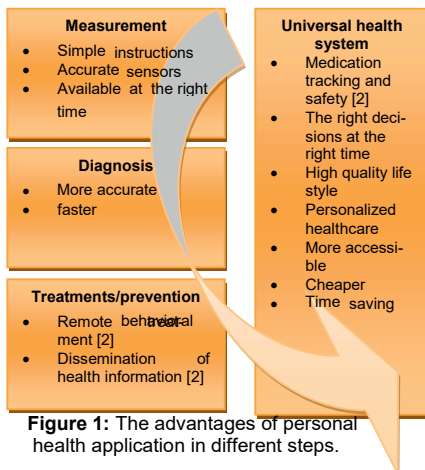 Measurement
• Simple instructions
• Accurate sensors
• Available at the right
time
Diagnosis
• More accurate
• faster
Treatments/prevention
• Remote behavioral treat-
ment [2]
• Dissemination of
health information [2]
Universal health
system
• Medication
tracking and
safety [2]
• The right deci-
sions at the
right time
• High quality life
style
• Personalized
healthcare
• More accessi-
ble
• Cheaper
• Time saving
Figure 1: The advantages of personal
health application in different steps.